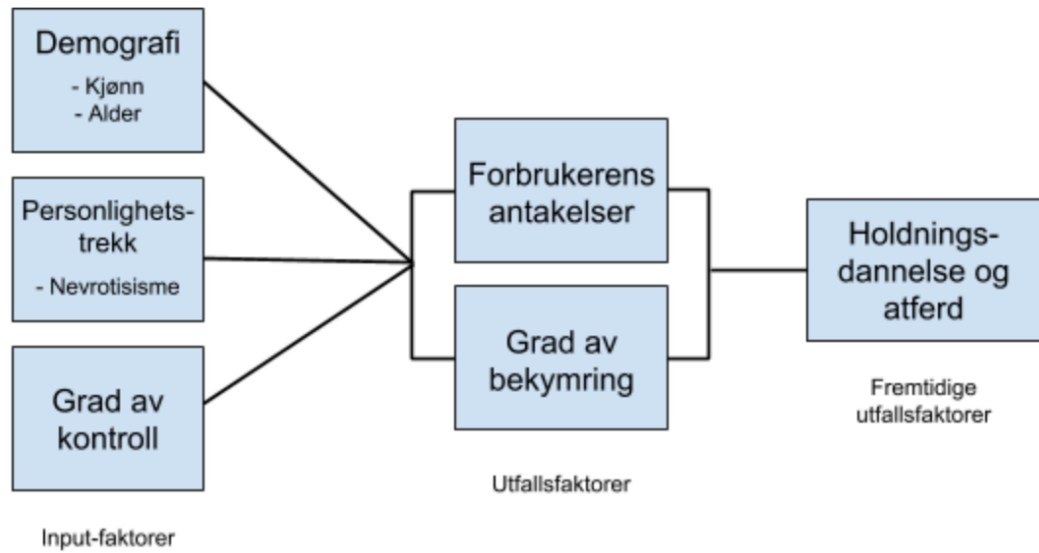 Demografi
- Kjønn
- Alder
Personlighets-
trekk
- Nevrotisisme
Grad av
kontroll
Input-faktorer
Forbrukerens
antakelser
Grad av
bekymring
Utfallsfaktorer
Holdnings-
dannelse og
atferd
Fremtidige
utfallsfaktorer